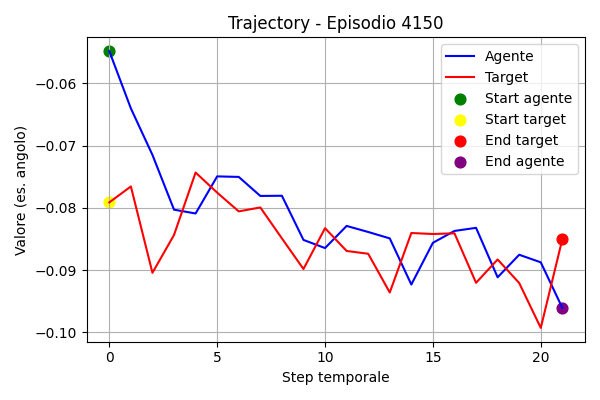 Trajectory - Episodio 4150
Valore (es. angolo)
−0.06
−0.07
−0.08
−0.09
−0.10
0
5
10
15
20
Step temporale
Agente
Target
Start agente
Start target
End target
End agente